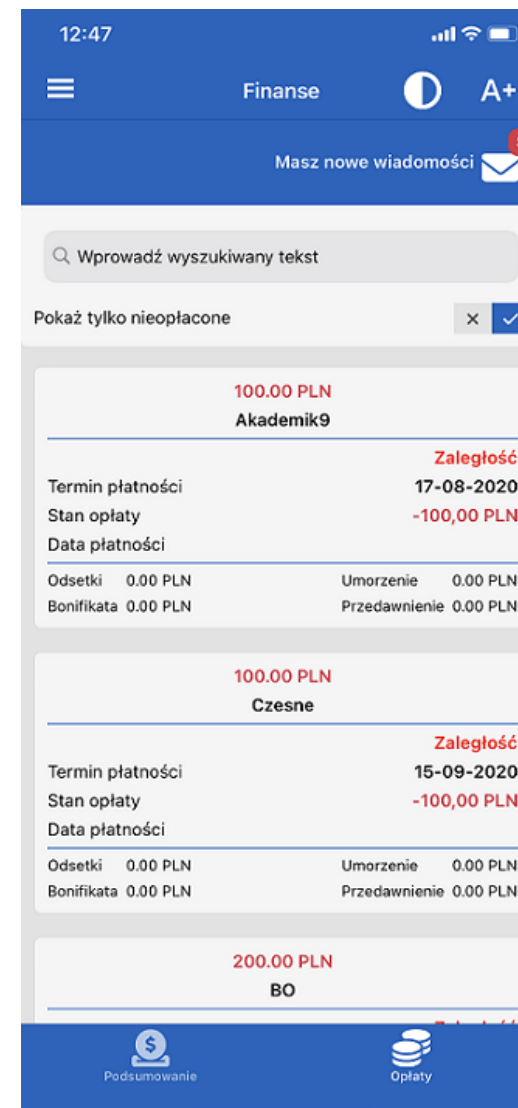 12:47
Finanse A+
Masz nowe wiadomości
Wprowadź wyszukiwany tekst
Pokaż tylko nieopłacone
100.00 PLN
Akademik9
Zaległość
Termin płatności 17-08-2020
Stan opłaty -100,00 PLN
Data płatności
Odsetki 0.00 PLN Umorzenie 0.00 PLN
Bonifikata 0.00 PLN Przedawnienie 0.00 PLN
100.00 PLN
Czesne
Zaległość
Termin płatności 15-09-2020
Stan opłaty -100,00 PLN
Data płatności
Odsetki 0.00 PLN Umorzenie 0.00 PLN
Bonifikata 0.00 PLN Przedawnienie 0.00 PLN
200.00 PLN
BO
Podsumowanie Opłaty